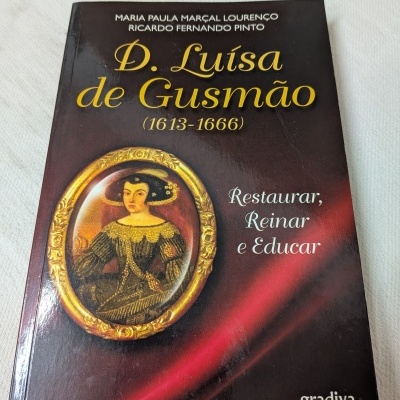 MARIA PAULA MARÇAL LOURENÇO
RICARDO FERNANDO PINTO
D. Luísa
de Gusmão
(1613-1666)
Restaurar,
Reinar
e Educar
gradiva